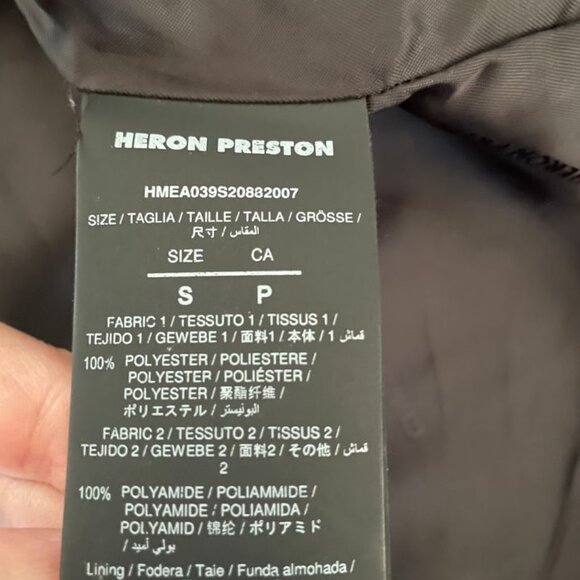 HERON PRESTON
HMEA039S20882007
SIZE / TAGLIA / TAILLE / TALLA / GRÖSSE /
尺寸 / المقاس /
SIZE CA
S P
FABRIC 1 / TESSUTO 1 / TISSUS 1 /
TEJIDO 1 / GEWEBE 1 / 面料1 / 本体 / قماش 1
100% POLYESTER / POLIESTERE /
POLYESTER / POLIÉSTER /
POLYESTER / 聚酯纤维 /
ポリエステル / البوليستر
FABRIC 2 / TESSUTO 2 / TISSUS 2 /
TEJIDO 2 / GEWEBE 2 / 面料2 / その他 / قماش
2
100% POLYAMIDE / POLIAMMIDE /
POLYAMIDE / POLIAMIDA /
POLYAMID / 锦纶 / ポリアミド
/ بولي أميد
Lining / Fodera / Taie / Funda almohada /